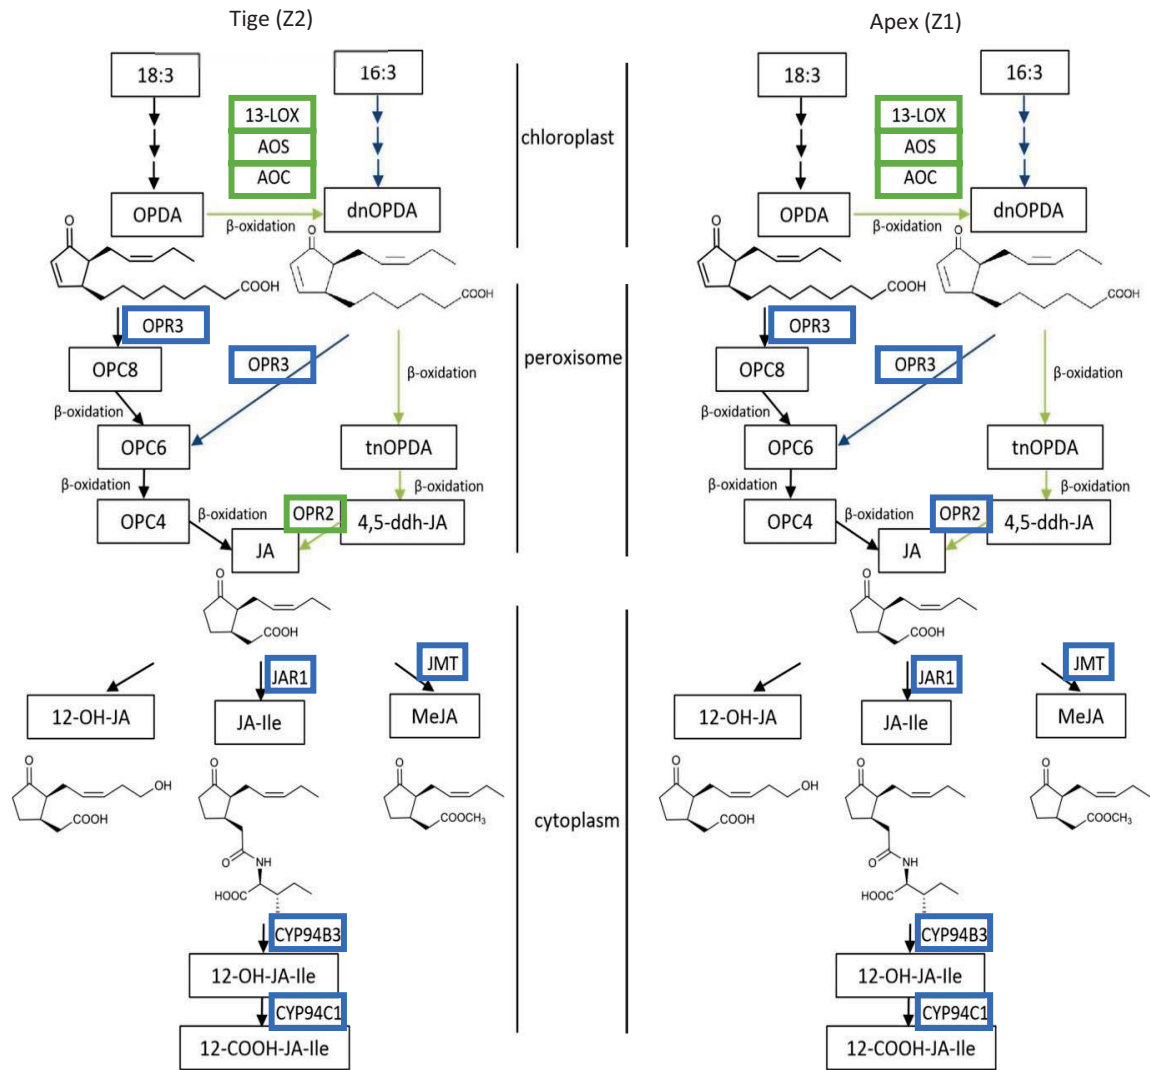 Tige (Z2)
18:3
16:3
13-LOX
AOS
AOC
OPDA
β-oxidation
dnOPDA
O
COOH
O
COOH
OPR3
OPC8
OPR3
β-oxidation
β-oxidation
OPC6
tnOPDA
β-oxidation
β-oxidation
OPC4
β-oxidation
OPR2
4,5-ddh-JA
JA
O
COOH
JAR1
JMT
12-OH-JA
JA-Ile
MeJA
O
OH
COOH
O
O
NH
HOOC
O
COOCH3
CYP94B3
12-OH-JA-Ile
CYP94C1
12-COOH-JA-Ile
chloroplast
peroxisome
cytoplasm
Apex (Z1)
18:3
16:3
13-LOX
AOS
AOC
OPDA
β-oxidation
dnOPDA
O
COOH
O
COOH
OPR3
OPC8
OPR3
β-oxidation
β-oxidation
OPC6
tnOPDA
β-oxidation
β-oxidation
OPC4
β-oxidation
OPR2
4,5-ddh-JA
JA
O
COOH
JAR1
JMT
12-OH-JA
JA-Ile
MeJA
O
OH
COOH
O
O
NH
HOOC
O
COOCH3
CYP94B3
12-OH-JA-Ile
CYP94C1
12-COOH-JA-Ile